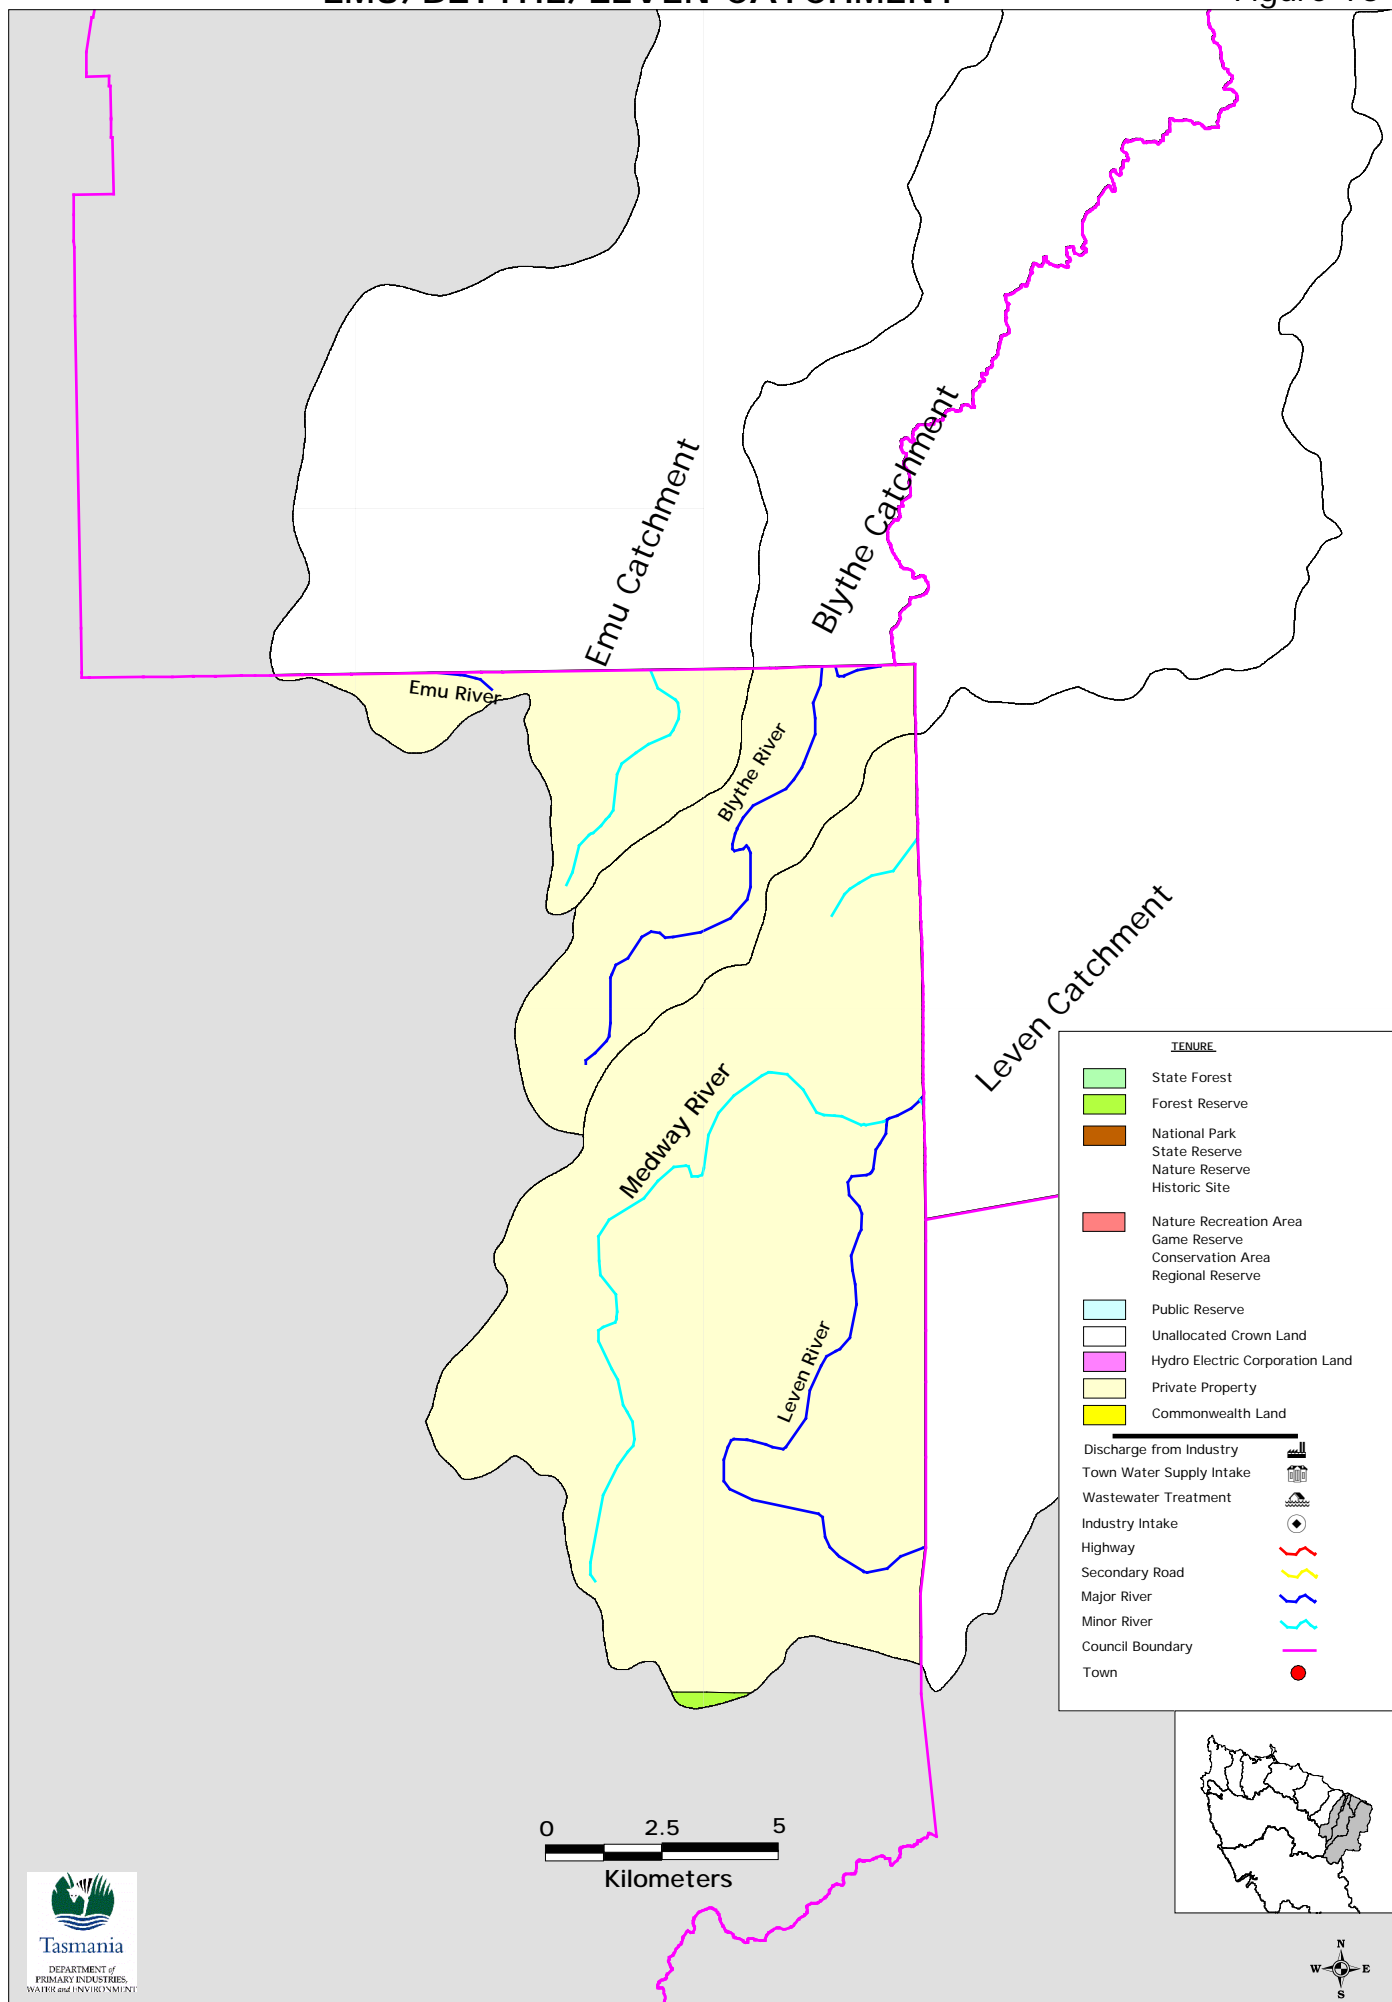 EMU/BLYTHE/LEVEN CATCHMENT
Emu Catchment
Blythe Catchment
Emu River
Blythe River
Leven Catchment
Medway River
Leven River
TENURE
State Forest
Forest Reserve
National Park
State Reserve
Nature Reserve
Historic Site
Nature Recreation Area
Game Reserve
Conservation Area
Regional Reserve
Public Reserve
Unallocated Crown Land
Hydro Electric Corporation Land
Private Property
Commonwealth Land
Discharge from Industry
Town Water Supply Intake
Wastewater Treatment
Industry Intake
Highway
Secondary Road
Major River
Minor River
Council Boundary
Town
0 2.5 5
Kilometers
Tasmania
DEPARTMENT of
PRIMARY INDUSTRIES,
WATER and ENVIRONMENT
N
W E
S